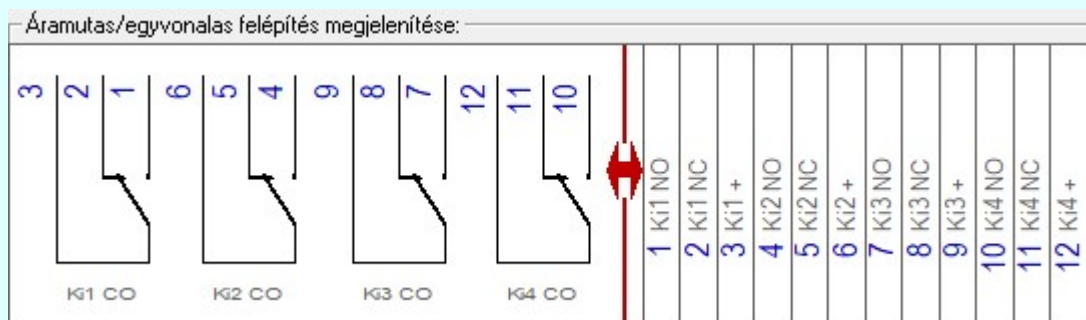 Áramutas/egyvonalas felépítés megjelenítése:
3 2 1 6 5 4 9 8 7 12 11 10
Ki1 CO Ki2 CO Ki3 CO Ki4 CO
1 Ki1 NO
2 Ki1 NC
3 Ki1 +
4 Ki2 NO
5 Ki2 NC
6 Ki2 +
7 Ki3 NO
8 Ki3 NC
9 Ki3 +
10 Ki4 NO
11 Ki4 NC
12 Ki4 +